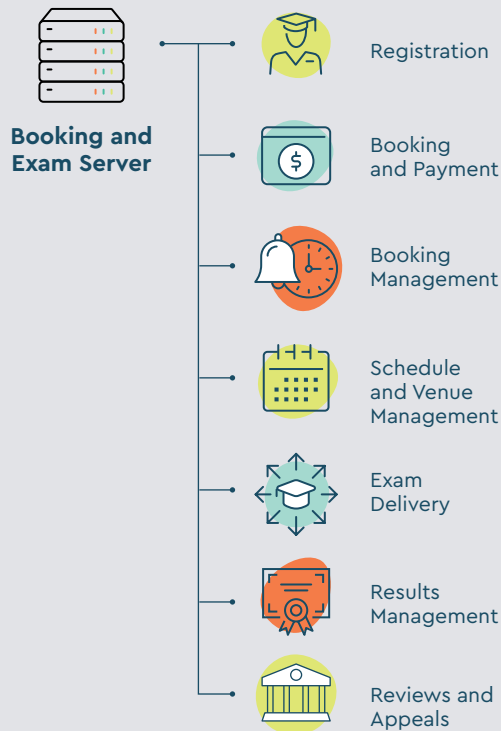 Booking and
Exam Server
Registration
Booking
and Payment
$
Booking
Management
Schedule
and Venue
Management
Exam
Delivery
Results
Management
Reviews and
Appeals